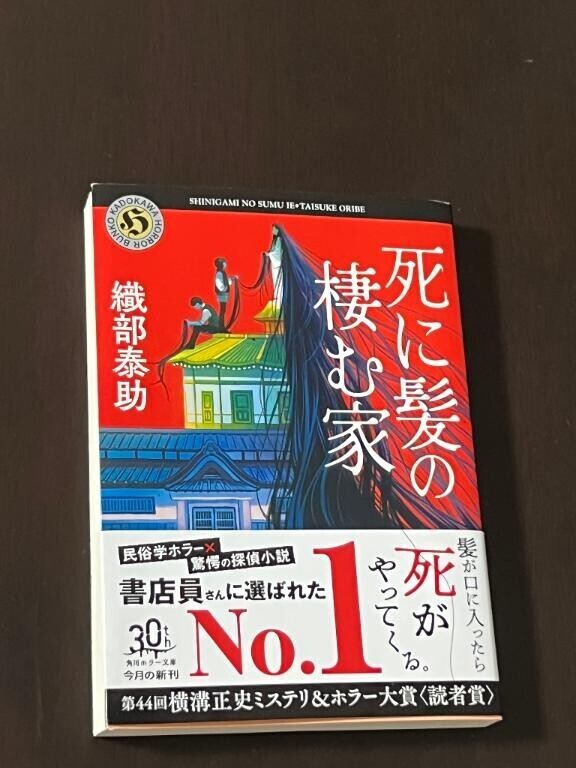 SHINIGAMI NO SUMU IE•TAISUKE ORIBE
BUNKO KADOKAWA HORROR
H
死に髪の
棲む家
織部泰助
民俗学ホラー×
驚愕の探偵小説
書店員さんに選ばれた
No.1
髪が口に入ったら
死が
やってくる。
30th
角川ホラー文庫
今月の新刊
第44回横溝正史ミステリ&ホラー大賞〈読者賞〉